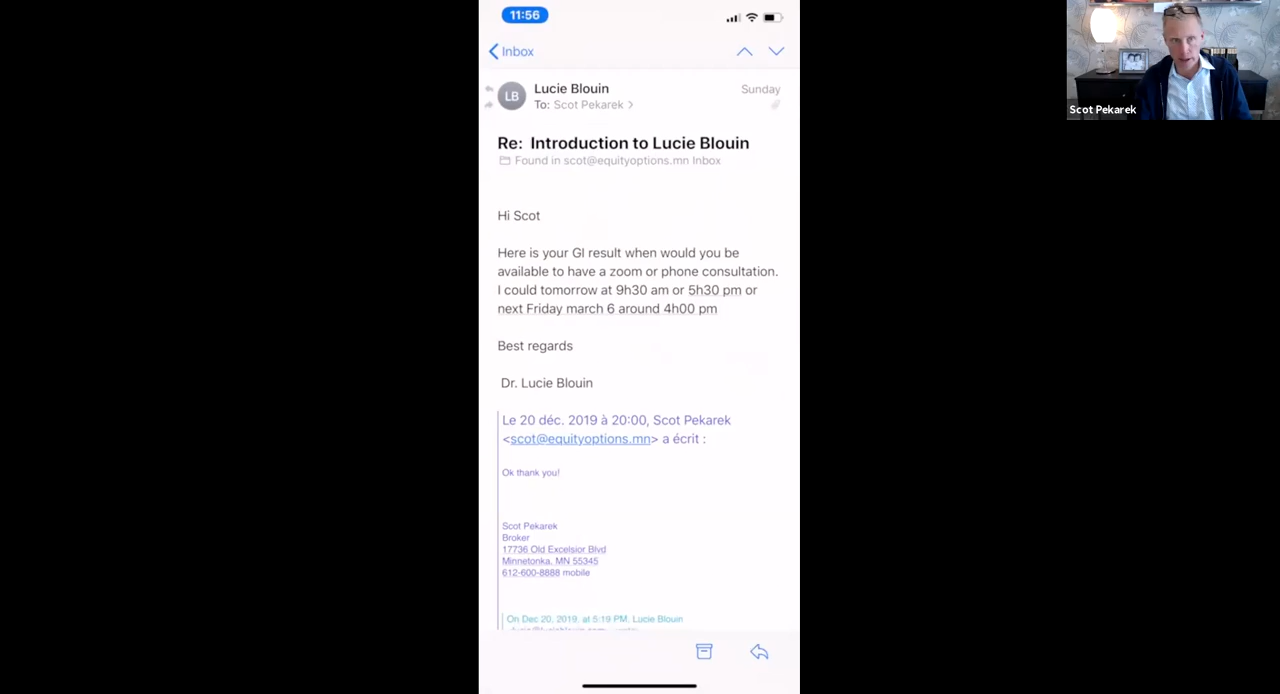 11:56
Inbox
LB
Lucie Blouin
Sunday
To: Scot Pekarek
Re: Introduction to Lucie Blouin
Found in scot@equityoptions.mn Inbox
Hi Scot
Here is your GI result when would you be
available to have a zoom or phone consultation.
I could tomorrow at 9h30 am or 5h30 pm or
next Friday march 6 around 4h00 pm
Best regards
Dr. Lucie Blouin
Le 20 déc. 2019 à 20:00, Scot Pekarek
<scot@equityoptions.mn> a écrit :
Ok thank you!
Scot Pekarek
Broker
17736 Old Excelsior Blvd
Minnetonka, MN 55345
612-600-8888 mobile
On Dec 20, 2019, at 5:19 PM, Lucie Blouin
Scot Pekarek